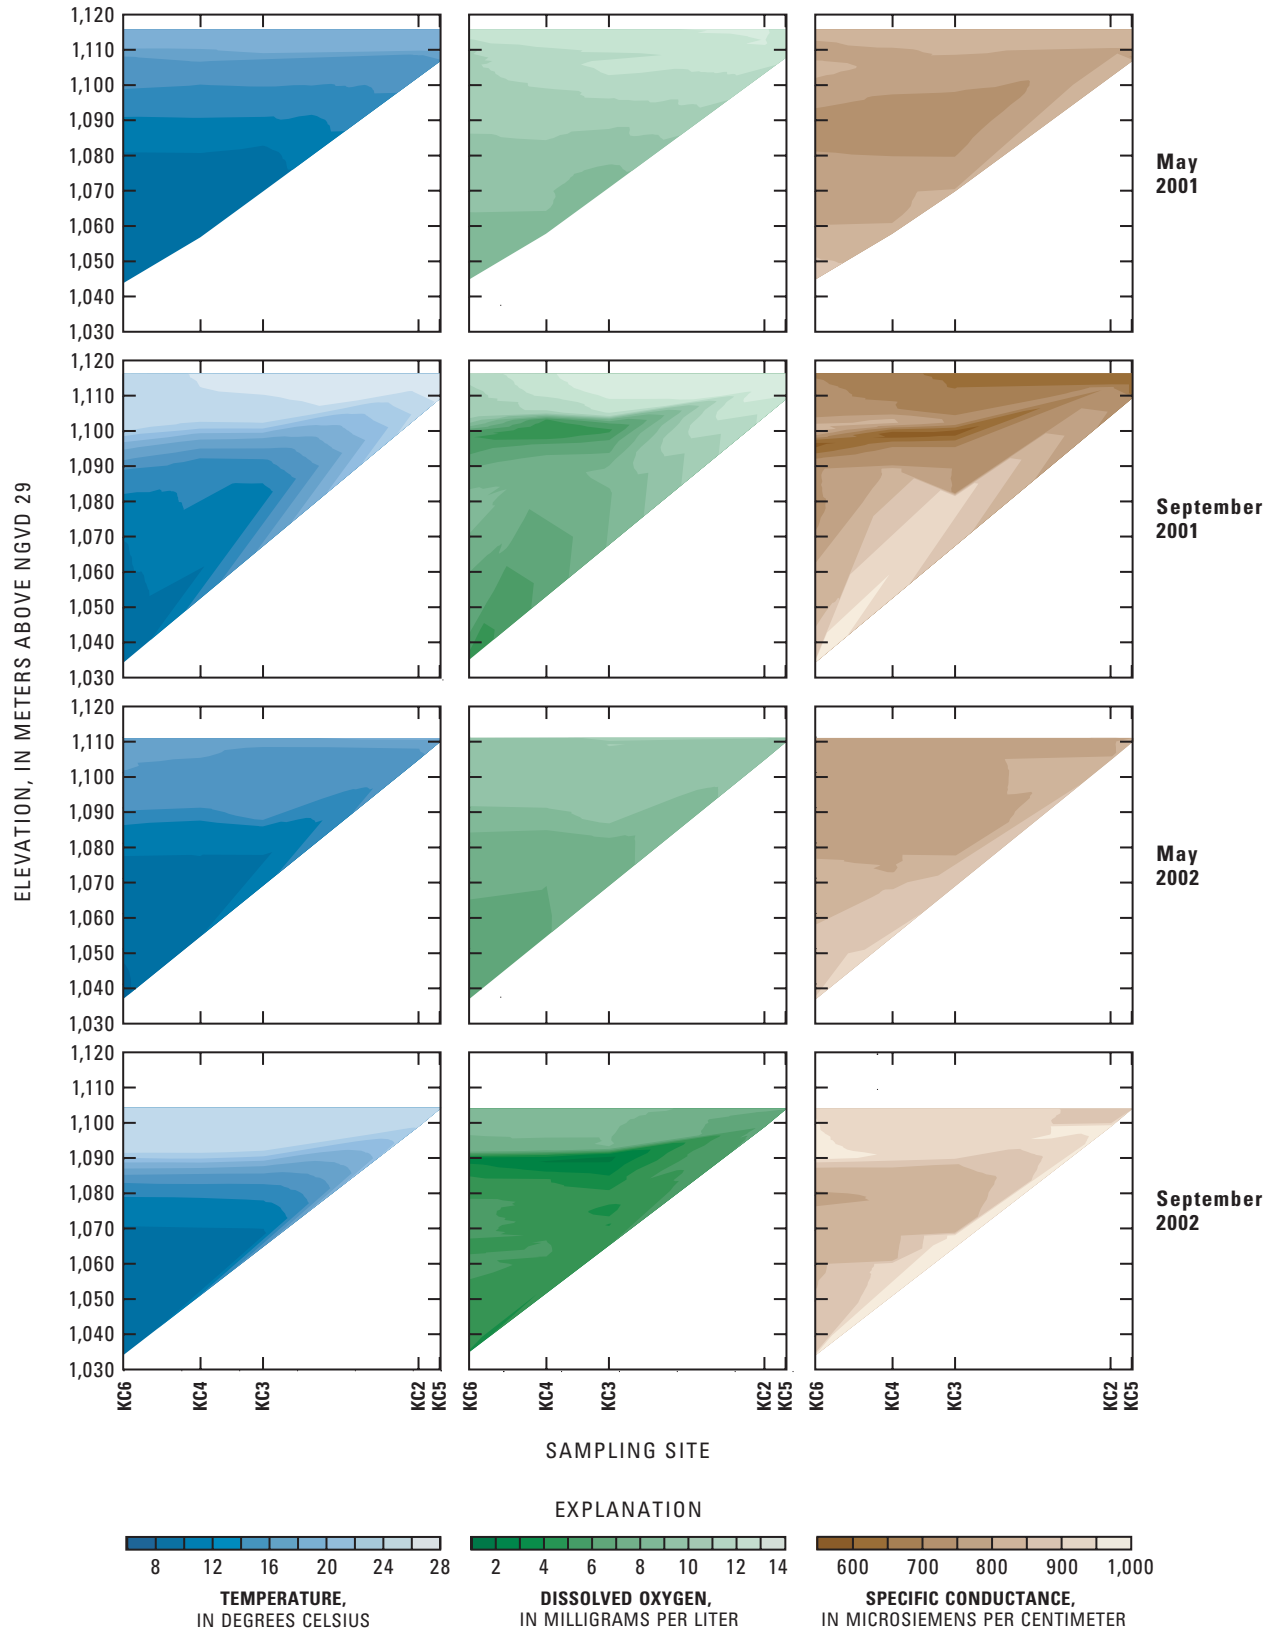 ELEVATION, IN METERS ABOVE NGVD 29
1,120
1,110
1,100
1,090
1,080
1,070
1,060
1,050
1,040
1,030
May
2001
1,120
1,110
1,100
1,090
1,080
1,070
1,060
1,050
1,040
1,030
September
2001
1,120
1,110
1,100
1,090
1,080
1,070
1,060
1,050
1,040
1,030
May
2002
1,120
1,110
1,100
1,090
1,080
1,070
1,060
1,050
1,040
1,030
September
2002
KC6 KC4 KC3 KC2 KC5 KC6 KC4 KC3 KC2 KC5 KC6 KC4 KC3 KC2 KC5
SAMPLING SITE
EXPLANATION
8 12 16 20 24 28
TEMPERATURE,
IN DEGREES CELSIUS
2 4 6 8 10 12 14
DISSOLVED OXYGEN,
IN MILLIGRAMS PER LITER
600 700 800 900 1,000
SPECIFIC CONDUCTANCE,
IN MICROSIEMENS PER CENTIMETER